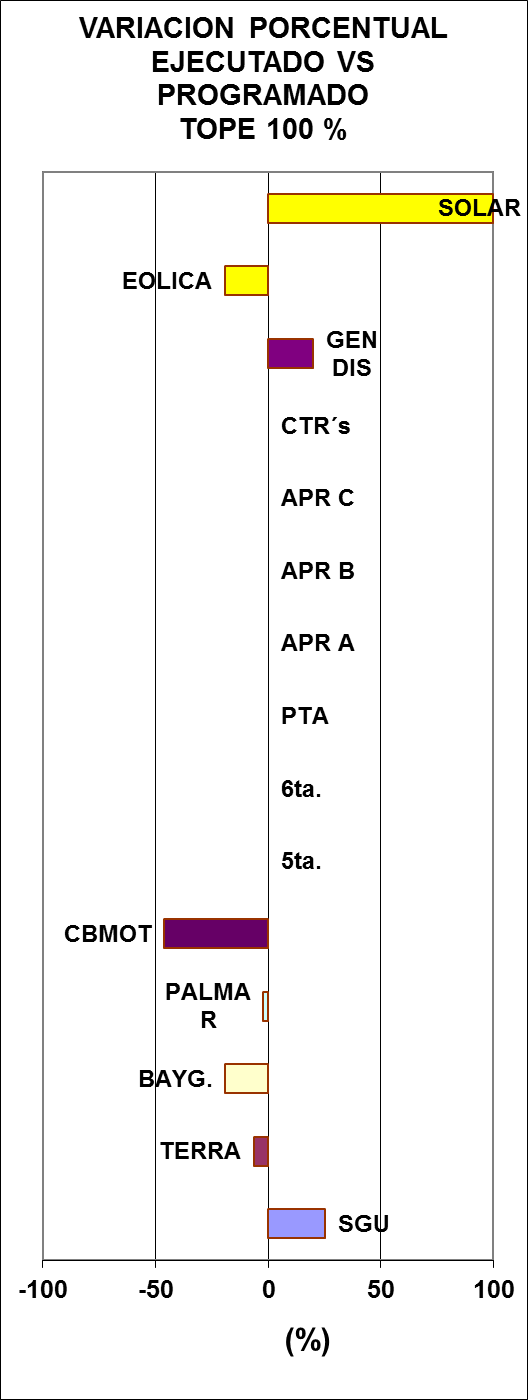 VARIACION PORCENTUAL
EJECUTADO VS
PROGRAMADO
TOPE 100 %
SOLAR
EOLICA
GEN
DIS
CTR´s
APR C
APR B
APR A
PTA
6ta.
5ta.
CBMOT
PALMA
R
BAYG.
TERRA
SGU
-100 -50 0 50 100
(%)